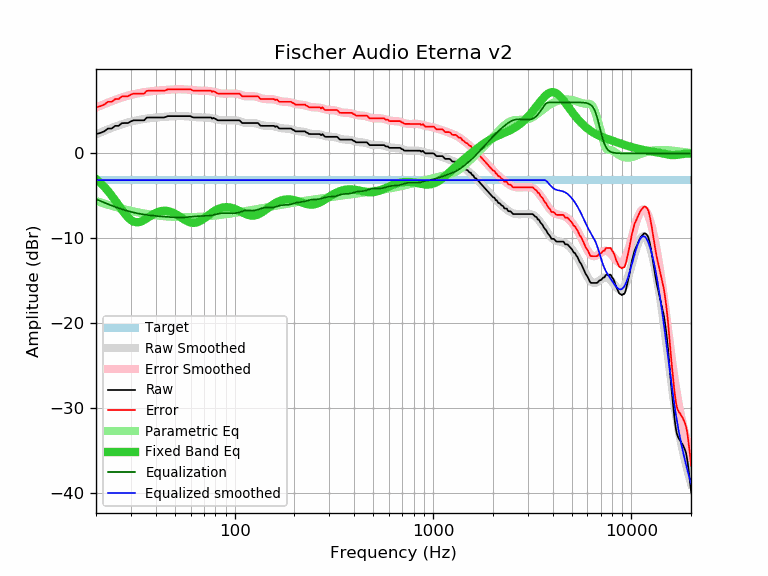 Fischer Audio Eterna v2
Amplitude (dBr)
0
−10
−20
−30
−40
Target
Raw Smoothed
Error Smoothed
Raw
Error
Parametric Eq
Fixed Band Eq
Equalization
Equalized smoothed
100 1000 10000
Frequency (Hz)